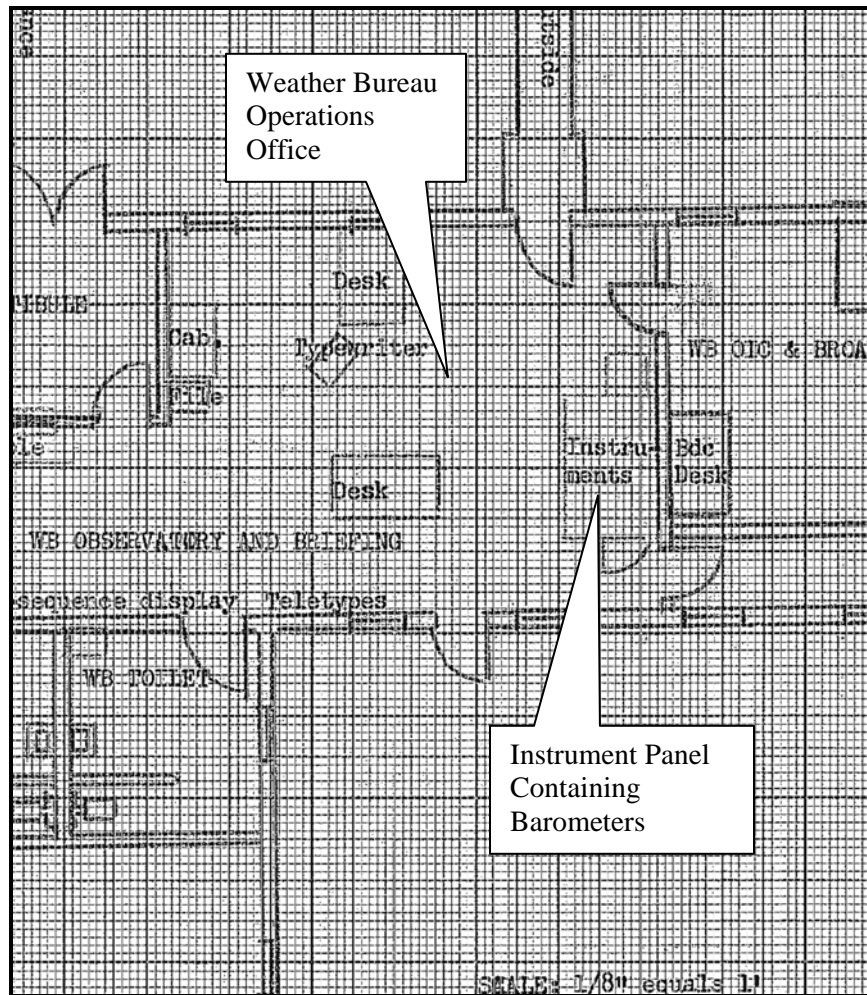 Weather Bureau
Operations
Office
Desk
Cab.
Typewriter
WB OIC & BROA
File
Instru-
ments
Bdc
Desk
Desk
WB OBSERVATORY AND BRIEFING
sequence display Teletypes
WB TOILET
Instrument Panel
Containing
Barometers
SCALE: 1/8" equals 1'